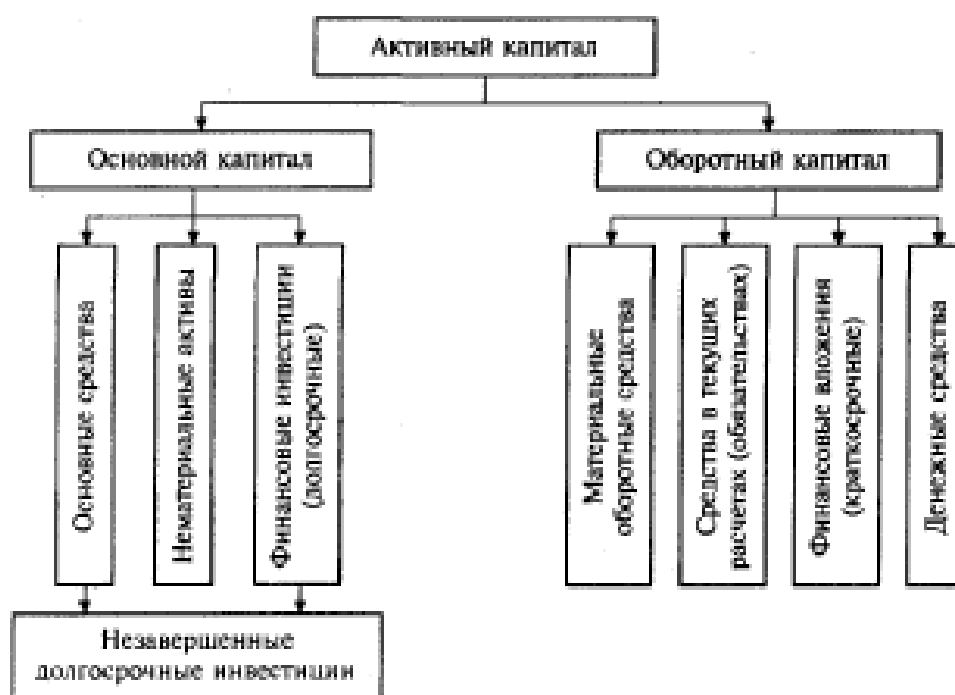 Активный капитал
Основной капитал
Оборотный капитал
Основные средства
Нематериальные активы
Финансовые инвестиции
(долгосрочные)
Материальные
оборотные средства
Средства в текущих
расчетах (обязательствах)
Финансовые вложения
(краткосрочные)
Денежные средства
Незавершенные
долгосрочные инвестиции